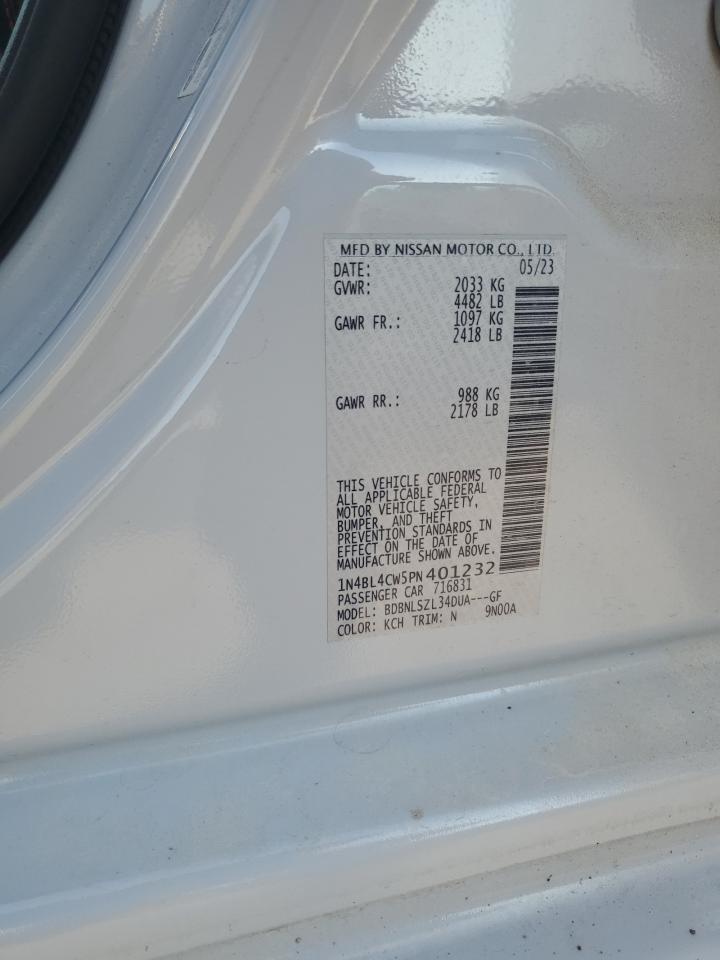 MFD BY NISSAN MOTOR CO., LTD.
DATE: 05/23
GVWR: 2033 KG
4482 LB
GAWR FR.: 1097 KG
2418 LB
GAWR RR.: 988 KG
2178 LB
THIS VEHICLE CONFORMS TO
ALL APPLICABLE FEDERAL
MOTOR VEHICLE SAFETY,
BUMPER, AND THEFT
PREVENTION STANDARDS IN
EFFECT ON THE DATE OF
MANUFACTURE SHOWN ABOVE.
1N4BL4CW5PN401232
PASSENGER CAR 716831
MODEL: BDBNLSZL34DUA---GF
COLOR: KCH TRIM: N 9N00A